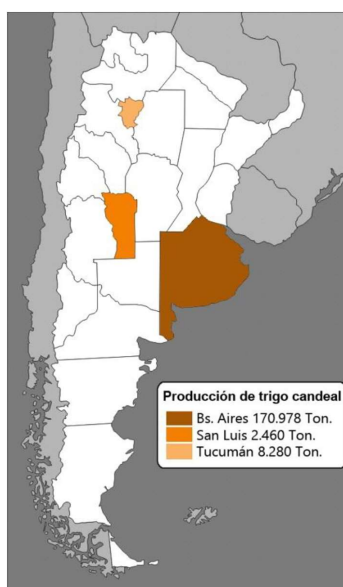 Producción de trigo candeal
Bs. Aires 170.978 Ton.
San Luis 2.460 Ton.
Tucumán 8.280 Ton.